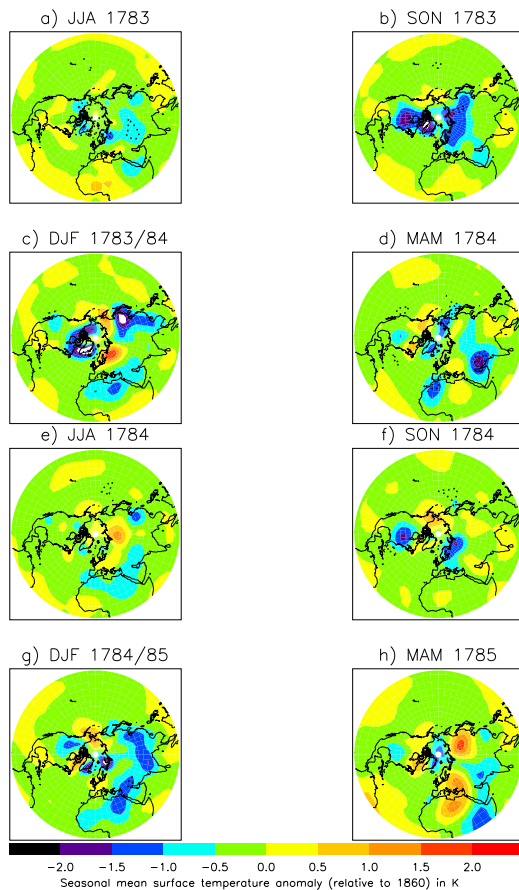 a) JJA 1783
b) SON 1783
c) DJF 1783/84
d) MAM 1784
e) JJA 1784
f) SON 1784
g) DJF 1784/85
h) MAM 1785
−2.0 −1.5 −1.0 −0.5 0.0 0.5 1.0 1.5 2.0
Seasonal mean surface temperature anomaly (relative to 1860) in K